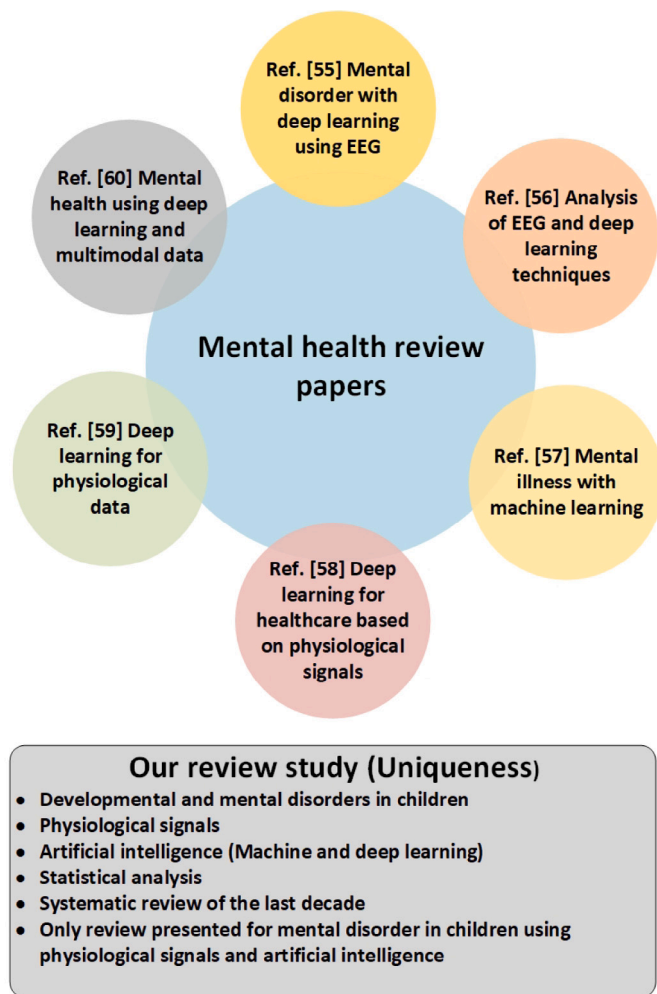 Ref. [55] Mental
disorder with
deep learning
using EEG
Ref. [60] Mental
health using deep
learning and
multimodal data
Ref. [56] Analysis
of EEG and deep
learning
techniques
Mental health review
papers
Ref. [59] Deep
learning for
physiological
data
Ref. [57] Mental
illness with
machine learning
Ref. [58] Deep
learning for
healthcare based
on physiological
signals
Our review study (Uniqueness)
• Developmental and mental disorders in children
• Physiological signals
• Artificial intelligence (Machine and deep learning)
• Statistical analysis
• Systematic review of the last decade
• Only review presented for mental disorder in children using
physiological signals and artificial intelligence